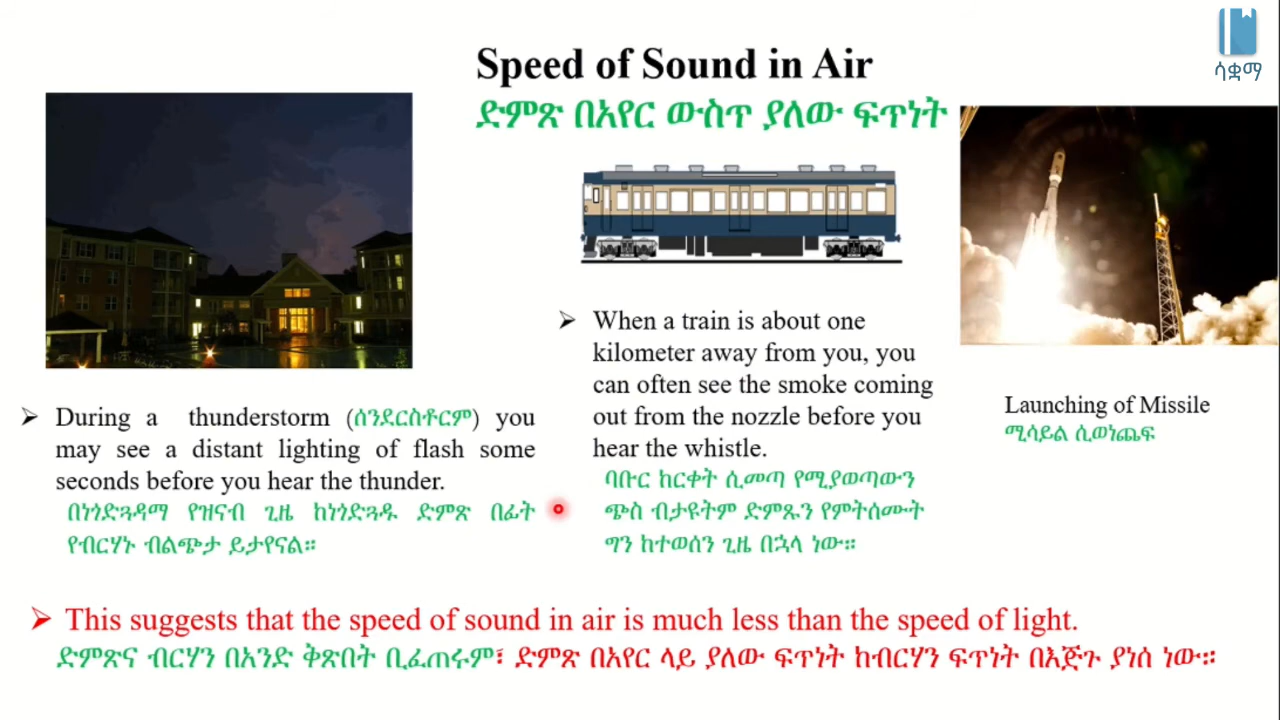 ሳቋማ
Speed of Sound in Air
ድምጽ በአየር ውስጥ ያለው ፍጥነት
➢ During a thunderstorm (ሰንደርስቶርም) you
may see a distant lighting of flash some
seconds before you hear the thunder.
በነጎድጓዳማ የዝናብ ጊዜ ከነጎድጓዱ ድምጽ በፊት
የብርሃኑ ብልጭታ ይታየናል።
➢ When a train is about one
kilometer away from you, you
can often see the smoke coming
out from the nozzle before you
hear the whistle.
ባቡር ከርቀት ሲመጣ የሚያወጣውን
ጭስ ብታዩትም ድምጹን የምትሰሙት
ግን ከተወሰን ጊዜ በኋላ ነው።
Launching of Missile
ሚሳይል ሲወነጨፍ
➢ This suggests that the speed of sound in air is much less than the speed of light.
ድምጽና ብርሃን በአንድ ቅጽበት ቢፈጠሩም፣ ድምጽ በአየር ላይ ያለው ፍጥነት ከብርሃን ፍጥነት በእጅጉ ያነሰ ነው።